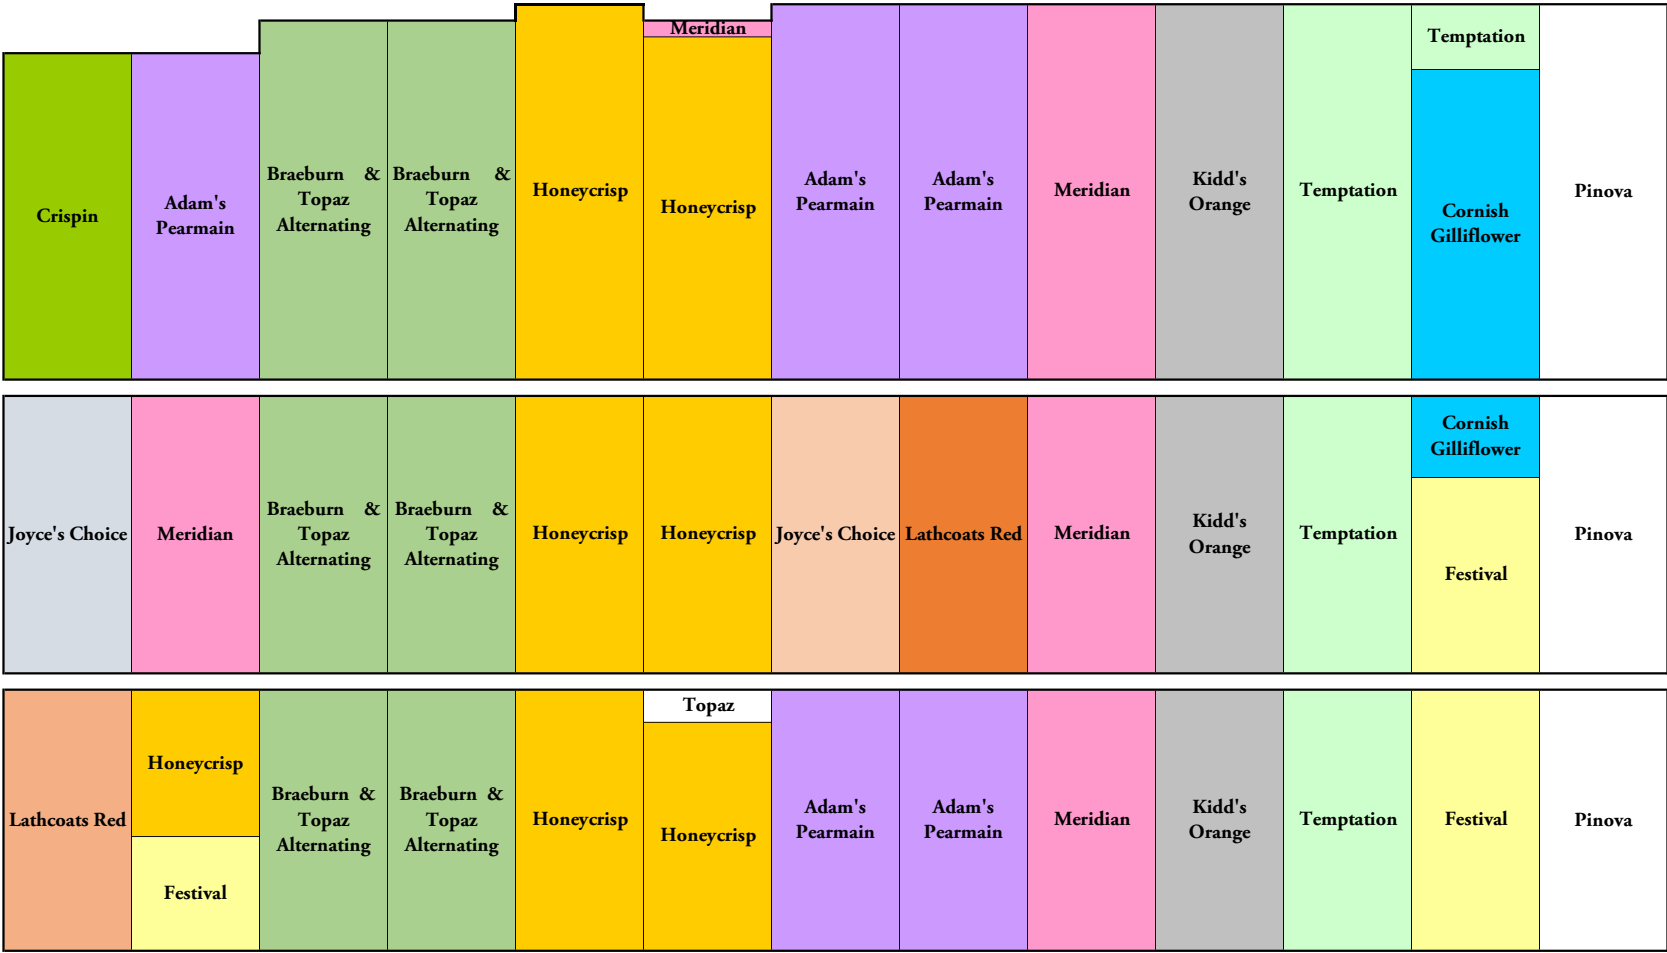 Crispin
Adam's
Pearmain
Braeburn &
Topaz
Alternating
Braeburn &
Topaz
Alternating
Honeycrisp
Meridian
Honeycrisp
Adam's
Pearmain
Adam's
Pearmain
Meridian
Kidd's
Orange
Temptation
Temptation
Cornish
Gilliflower
Pinova
Joyce's Choice
Meridian
Braeburn &
Topaz
Alternating
Braeburn &
Topaz
Alternating
Honeycrisp
Honeycrisp
Joyce's Choice
Lathcoats Red
Meridian
Kidd's
Orange
Temptation
Cornish
Gilliflower
Festival
Pinova
Lathcoats Red
Honeycrisp
Festival
Braeburn &
Topaz
Alternating
Braeburn &
Topaz
Alternating
Honeycrisp
Topaz
Honeycrisp
Adam's
Pearmain
Adam's
Pearmain
Meridian
Kidd's
Orange
Temptation
Festival
Pinova